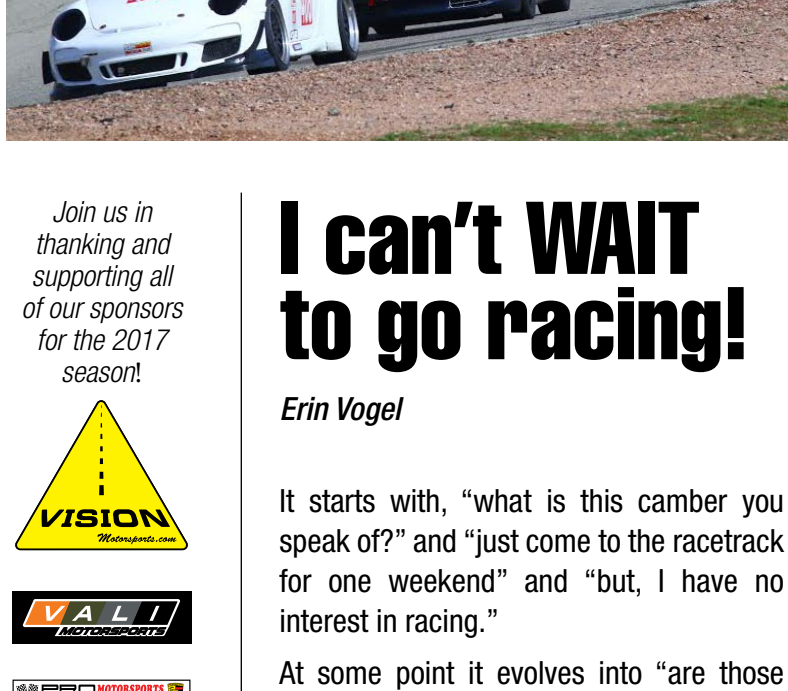 Join us in
thanking and
supporting all
of our sponsors
for the 2017
season!
VISION
Motorsports.com
VALI
MOTORSPORTS
PRO MOTORSPORTS
I can't WAIT
to go racing!
Erin Vogel
It starts with, “what is this camber you
speak of?” and “just come to the racetrack
for one weekend” and “but, I have no
interest in racing.”
At some point it evolves into “are those